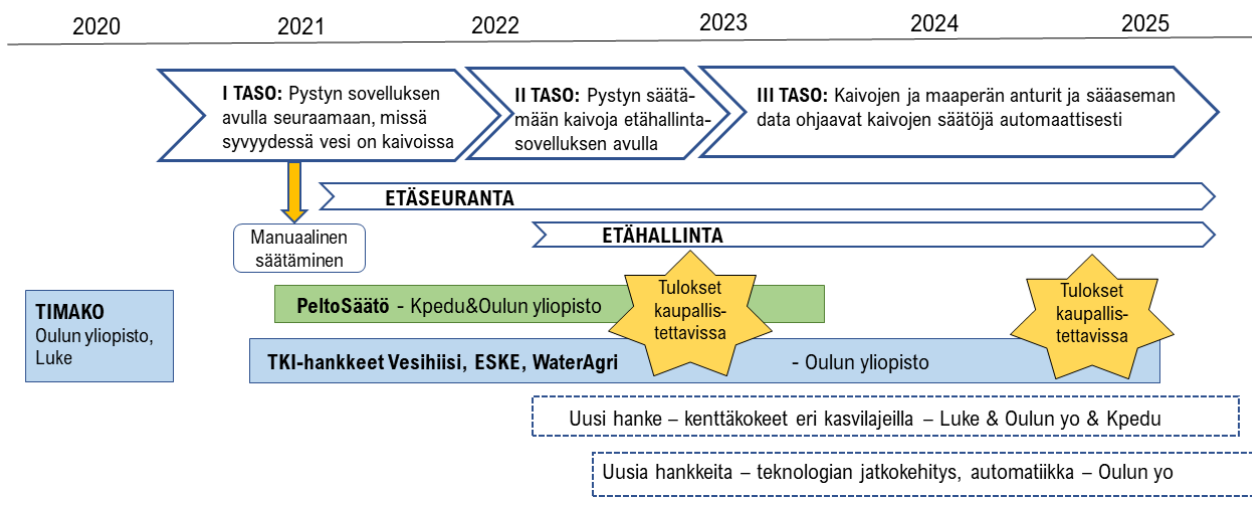 2020
2021
2022
2023
2024
2025
I TASO: Pystyn sovelluksen
avulla seuraamaan, missä
syvyydessä vesi on kaivoissa
II TASO: Pystyn säätä-
mään kaivoja etähallinta-
sovelluksen avulla
III TASO: Kaivojen ja maaperän anturit ja sääaseman
data ohjaavat kaivojen säätöjä automaattisesti
ETÄSEURANTA
ETÄHALLINTA
Manuaalinen
säätäminen
TIMAKO
Oulun yliopisto,
Luke
PeltoSäätö - Kpedu&Oulun yliopisto
Tulokset
kaupallis-
tettavissa
Tulokset
kaupallis-
tettavissa
TKI-hankkeet Vesihiisi, ESKE, WaterAgri - Oulun yliopisto
Uusi hanke – kenttäkokeet eri kasvilajeilla – Luke & Oulun yo & Kpedu
Uusia hankkeita – teknologian jatkokehitys, automatiikka – Oulun yo